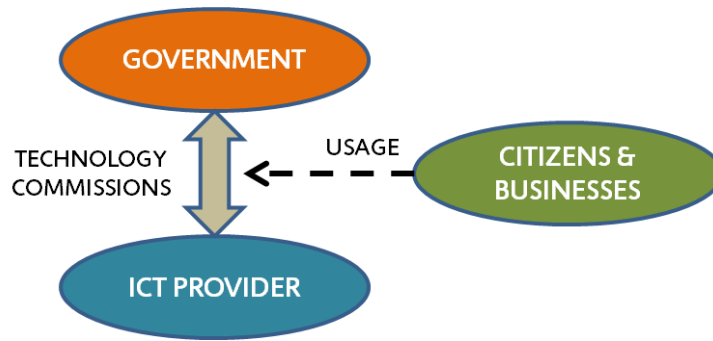 GOVERNMENT
TECHNOLOGY
COMMISSIONS
USAGE
CITIZENS &
BUSINESSES
ICT PROVIDER